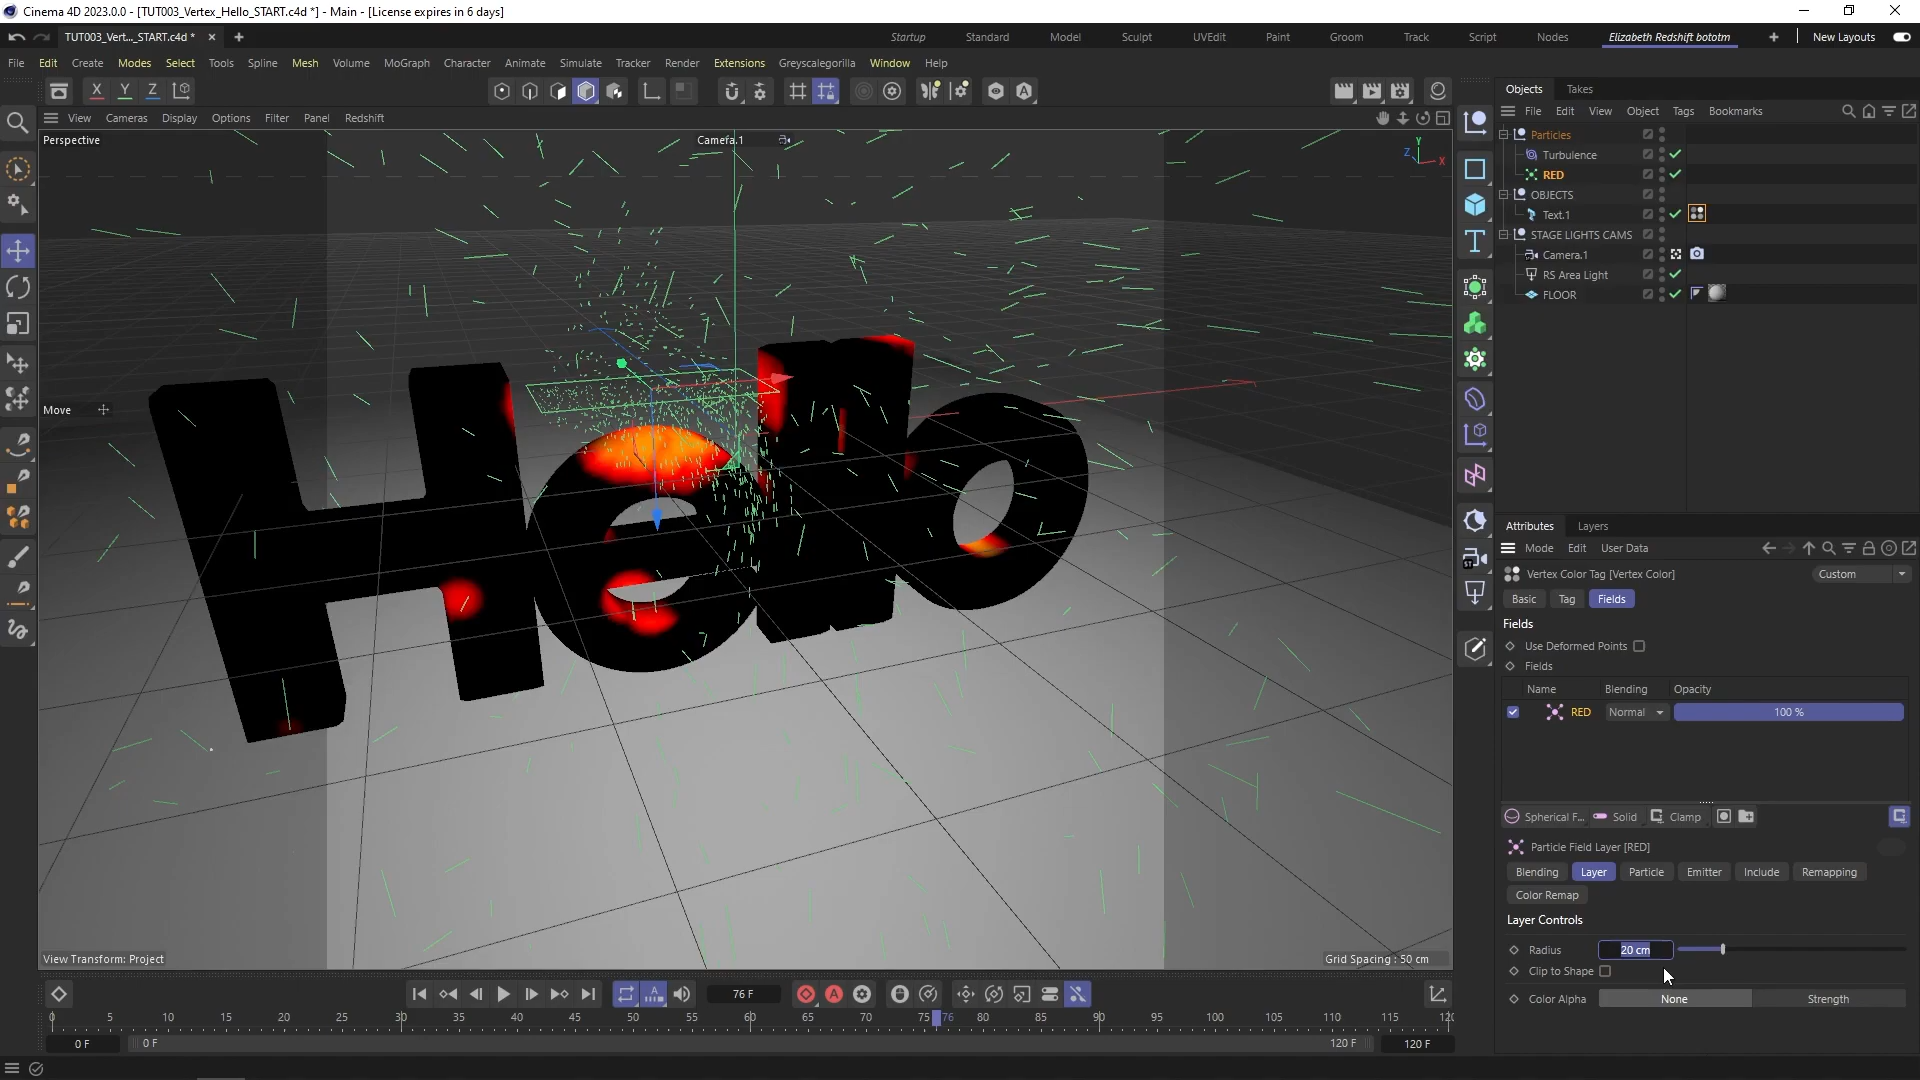 Cinema 4D 2023.0.0 - [TUT003_Vertex_Hello_START.c4d *] - Main - [License expires in 6 days]
TUT003_Vert..._START.c4d *
Startup Standard Model Sculpt UVEdit Paint Groom Track Script Nodes Elizabeth Redshift bototm New Layouts
File Edit Create Modes Select Tools Spline Mesh Volume MoGraph Character Animate Simulate Tracker Render Extensions Greyscalegorilla Window Help
X Y Z
Objects Takes
View Cameras Display Options Filter Panel Redshift
File Edit View Object Tags Bookmarks
Perspective
Camera.1
Y
Z
X
Particles
Turbulence
RED
OBJECTS
Text.1
STAGE LIGHTS CAMS
Camera.1
RS Area Light
FLOOR
Move
Hello
Attributes Layers
Mode Edit User Data
Vertex Color Tag [Vertex Color] Custom
Basic Tag Fields
Fields
Use Deformed Points
Fields
Name Blending Opacity
RED Normal 100 %
Spherical F... Solid Clamp
Particle Field Layer [RED]
Blending Layer Particle Emitter Include Remapping
Color Remap
Layer Controls
Radius 20 cm
Clip to Shape
Color Alpha None Strength
View Transform: Project
Grid Spacing : 50 cm
76 F
0 5 10 15 20 25 30 35 40 45 50 55 60 65 70 75 76 80 85 90 95 100 105 110 115 120
0 F 0 F 120 F 120 F